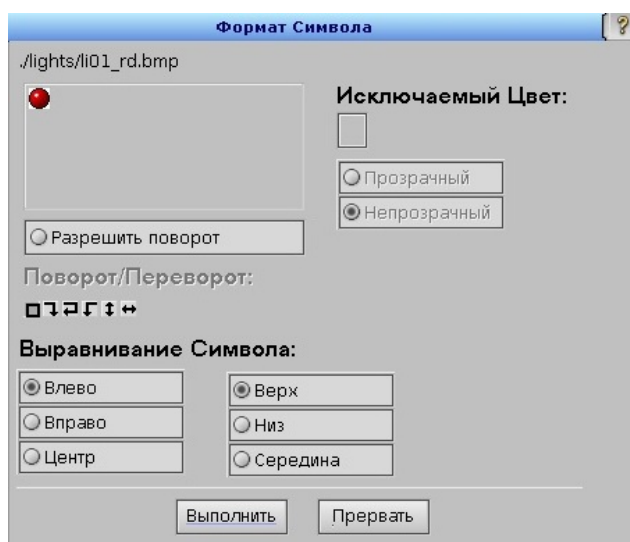 Формат Символа
?
./lights/li01_rd.bmp
Исключаемый Цвет:
Прозрачный
Непрозрачный
Разрешить поворот
Поворот/Переворот:
Выравнивание Символа:
Влево Верх
Вправо Низ
Центр Середина
Выполнить Прервать